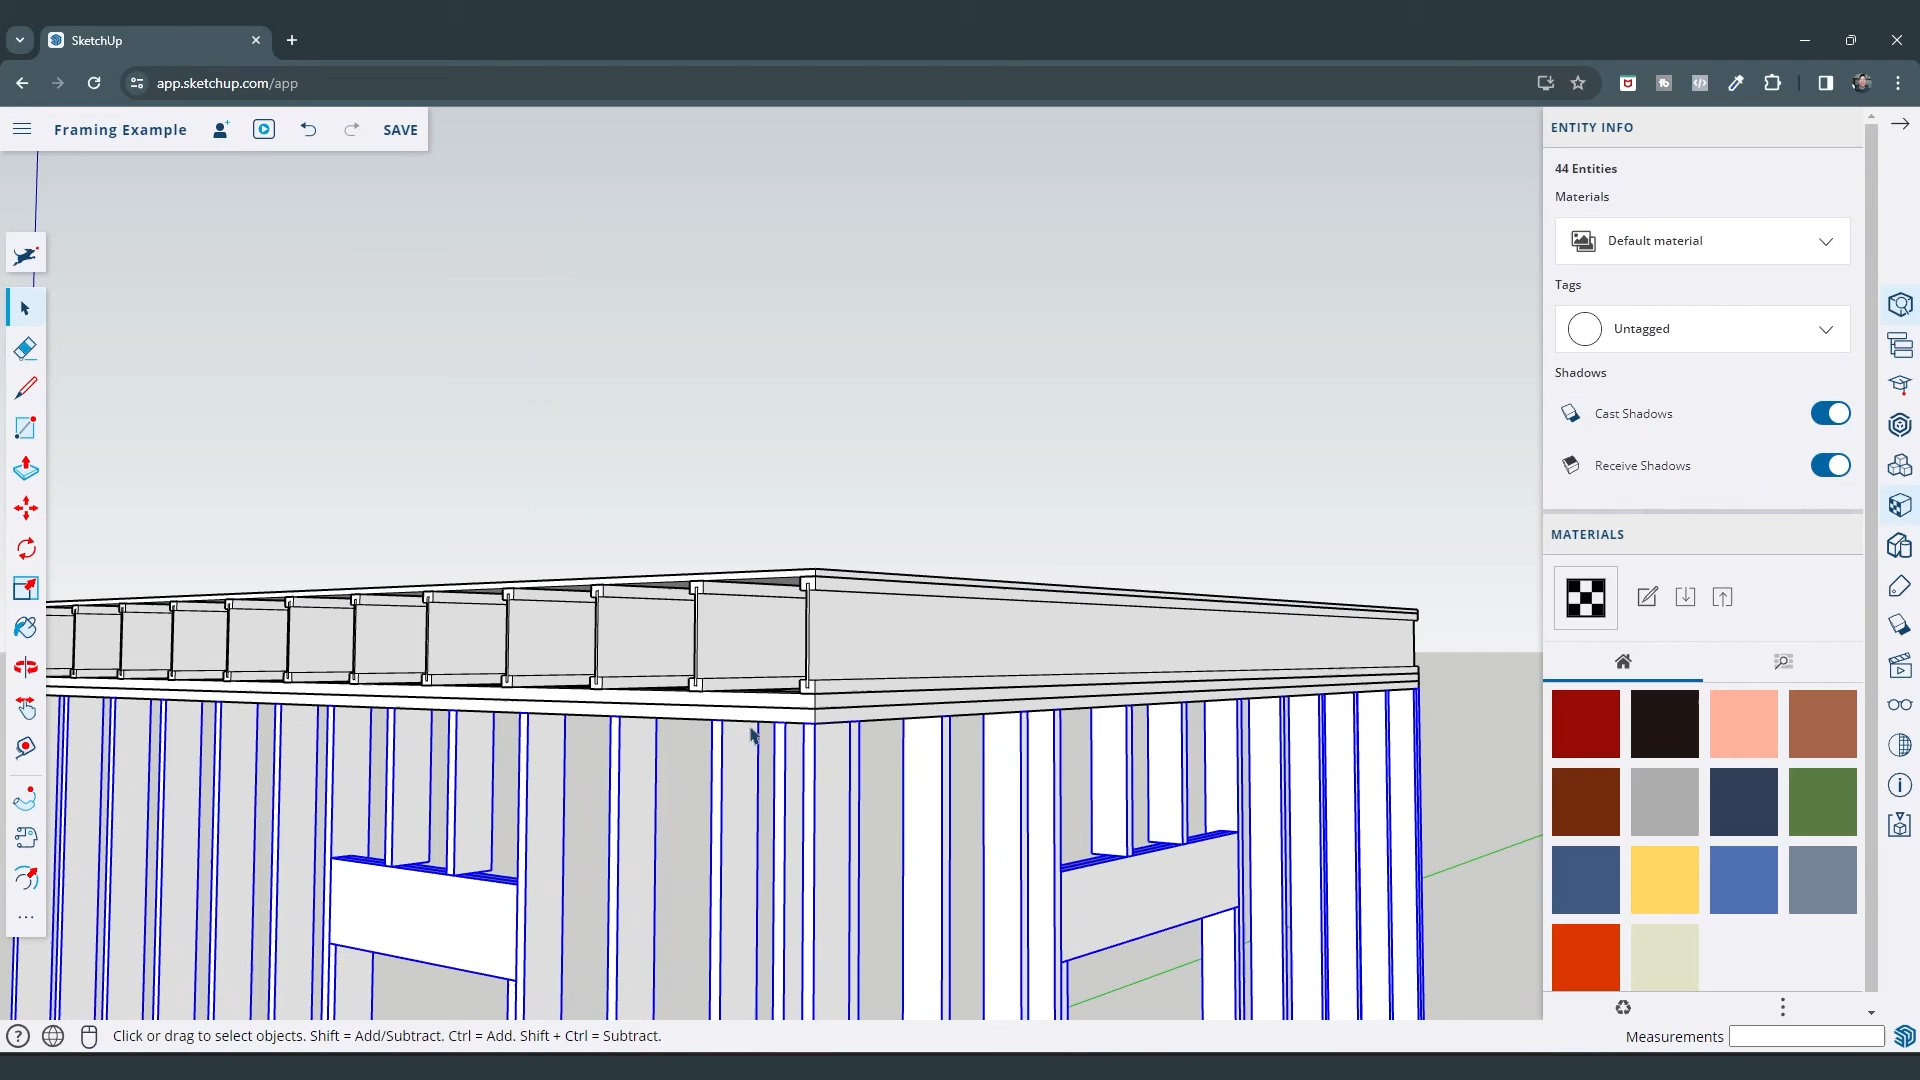 SketchUp
app.sketchup.com/app
Framing Example
SAVE
ENTITY INFO
44 Entities
Materials
Default material
Tags
Untagged
Shadows
Cast Shadows
Receive Shadows
MATERIALS
Click or drag to select objects. Shift = Add/Subtract. Ctrl = Add. Shift + Ctrl = Subtract.
Measurements